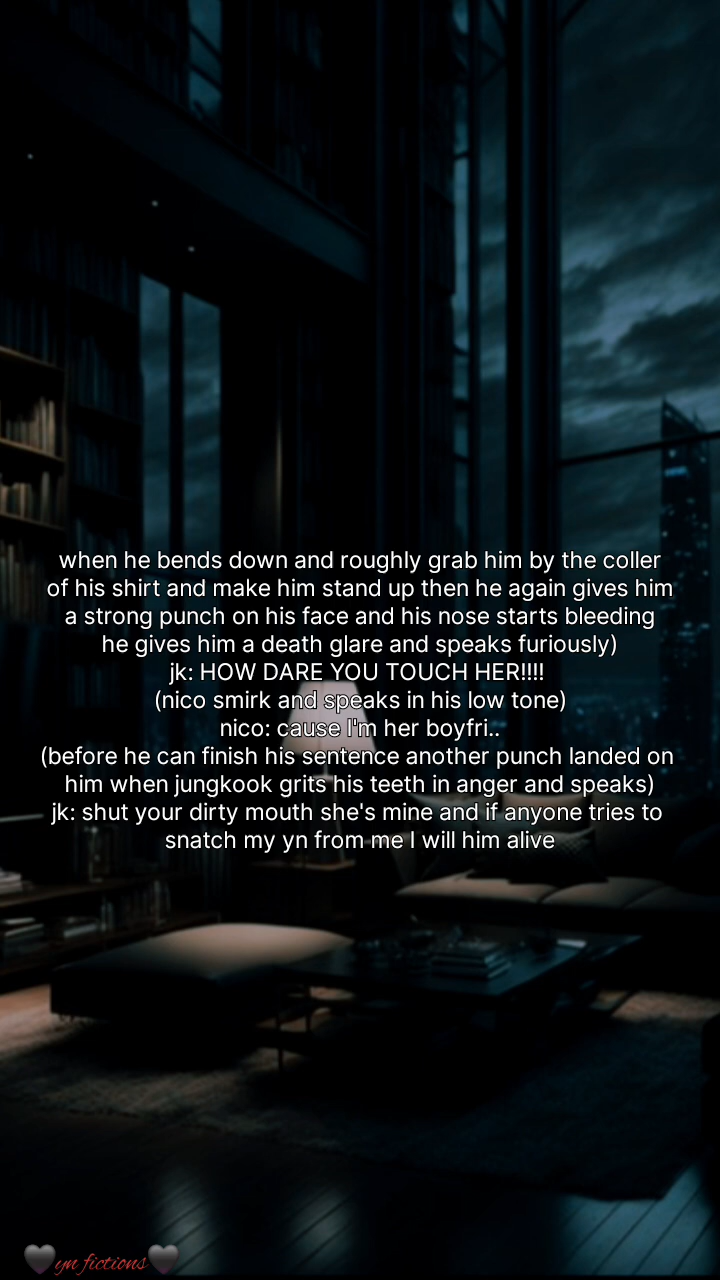 when he bends down and roughly grab him by the coller
of his shirt and make him stand up then he again gives him
a strong punch on his face and his nose starts bleeding
he gives him a death glare and speaks furiously)
jk: HOW DARE YOU TOUCH HER!!!!
(nico smirk and speaks in his low tone)
nico: cause I'm her boyfri..
(before he can finish his sentence another punch landed on
him when jungkook grits his teeth in anger and speaks)
jk: shut your dirty mouth she's mine and if anyone tries to
snatch my yn from me I will him alive
🖤yn fictions🖤